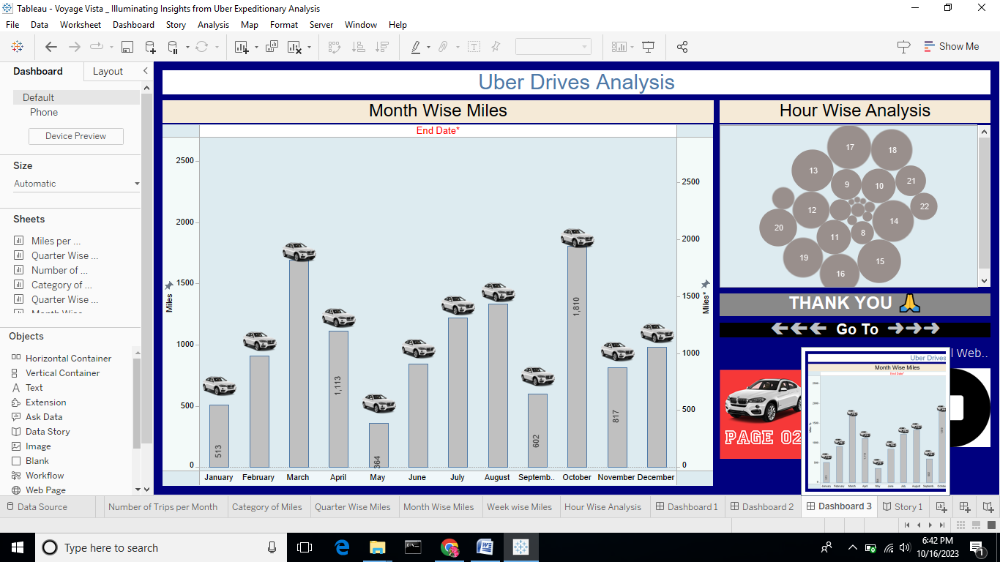 Tableau - Voyage Vista _ Illuminating Insights from Uber Expeditionary Analysis
File Data Worksheet Dashboard Story Analysis Map Format Server Window Help
Show Me
Dashboard Layout
Default
Phone
Device Preview
Size
Automatic
Sheets
Miles per ...
Quarter Wise ...
Number of ...
Category of ...
Quarter Wise ...
Month Wise
Objects
Horizontal Container
Vertical Container
Text
Extension
Ask Data
Data Story
Image
Blank
Workflow
Web Page
Uber Drives Analysis
Month Wise Miles
End Date*
Miles
2500
2000
1500
1000
500
0
513
1,113
364
602
1,810
817
Miles*
2500
2000
1500
1000
500
0
January February March April May June July August Septemb.. October November December
Hour Wise Analysis
17
18
13
9
10
21
12
22
20
14
11
8
19
15
16
THANK YOU 🙏
Go To
l Web..
PAGE 02
Uber Drives
Month Wise Miles
End Date*
Data Source Number of Trips per Month Category of Miles Quarter Wise Miles Month Wise Miles Week wise Miles Hour Wise Analysis Dashboard 1 Dashboard 2 Dashboard 3 Story 1
Type here to search
6:42 PM
10/16/2023
1